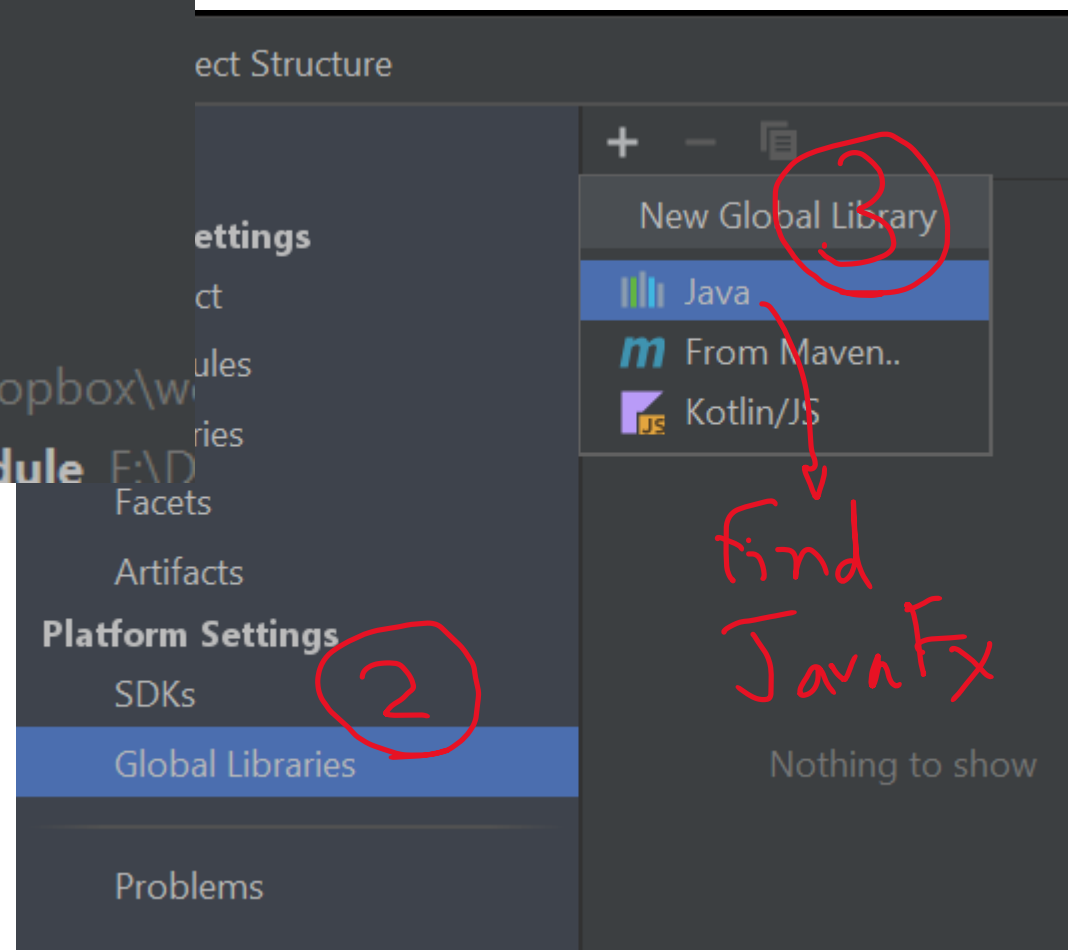 ect Structure
ettings
ct
ules
opbox\w
ries
dule F:\D
Facets
Artifacts
Platform Settings
SDKs
2
Global Libraries
Problems
3
New Global Library
Java
From Maven..
Kotlin/JS
find
JavaFx
Nothing to show